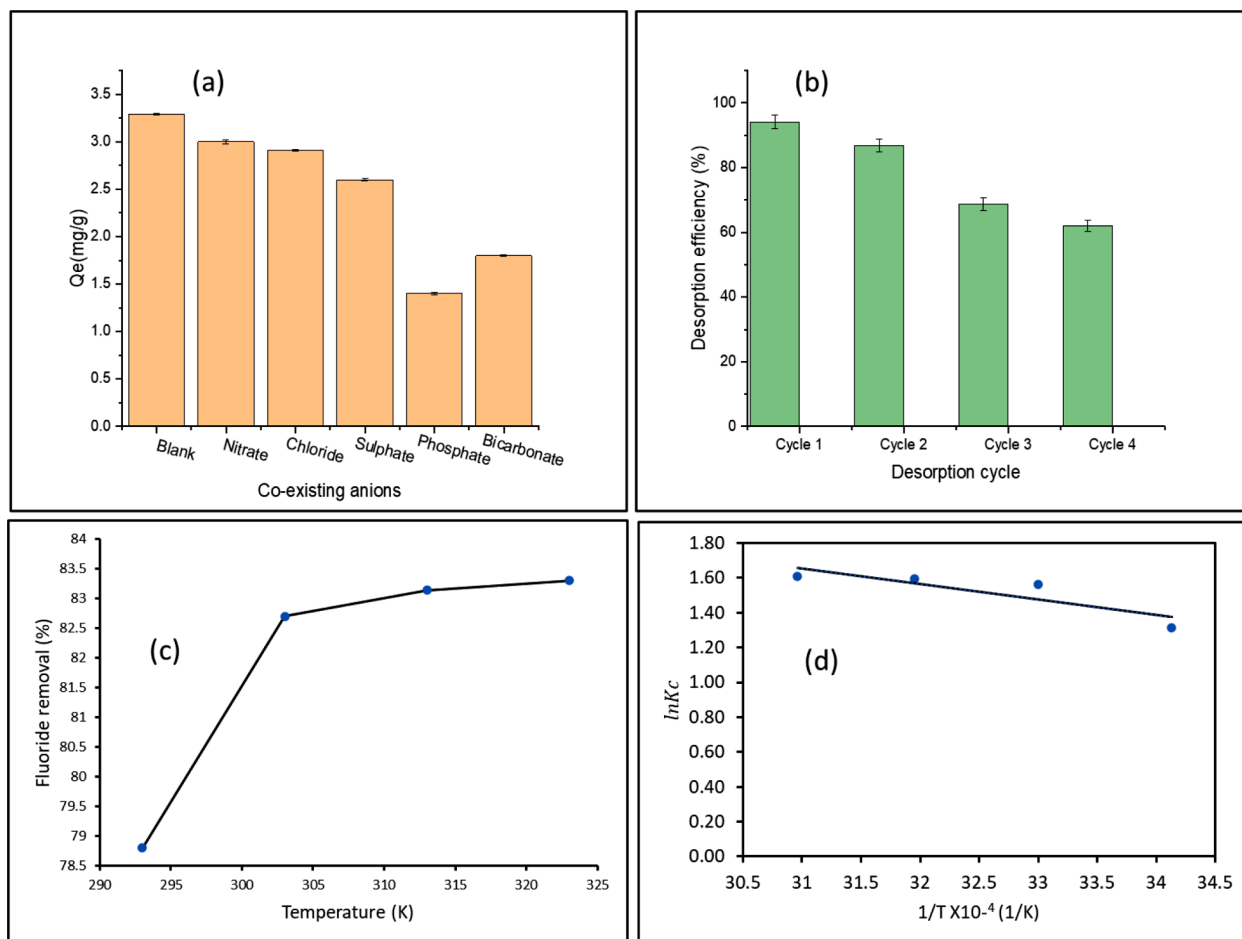 (a)
3.5
3.0
2.5
2.0
1.5
1.0
0.5
0.0
Qe(mg/g)
Blank
Nitrate
Chloride
Sulphate
Phosphate
Bicarbonate
Co-existing anions
(b)
100
80
60
40
20
0
Desorption efficiency (%)
Cycle 1
Cycle 2
Cycle 3
Cycle 4
Desorption cycle
(c)
84
83.5
83
82.5
82
81.5
81
80.5
80
79.5
79
78.5
Fluoride removal (%)
290
295
300
305
310
315
320
325
Temperature (K)
(d)
1.80
1.60
1.40
1.20
1.00
0.80
0.60
0.40
0.20
0.00
lnKc
30.5
31
31.5
32
32.5
33
33.5
34
34.5
1/T X10-⁴ (1/K)